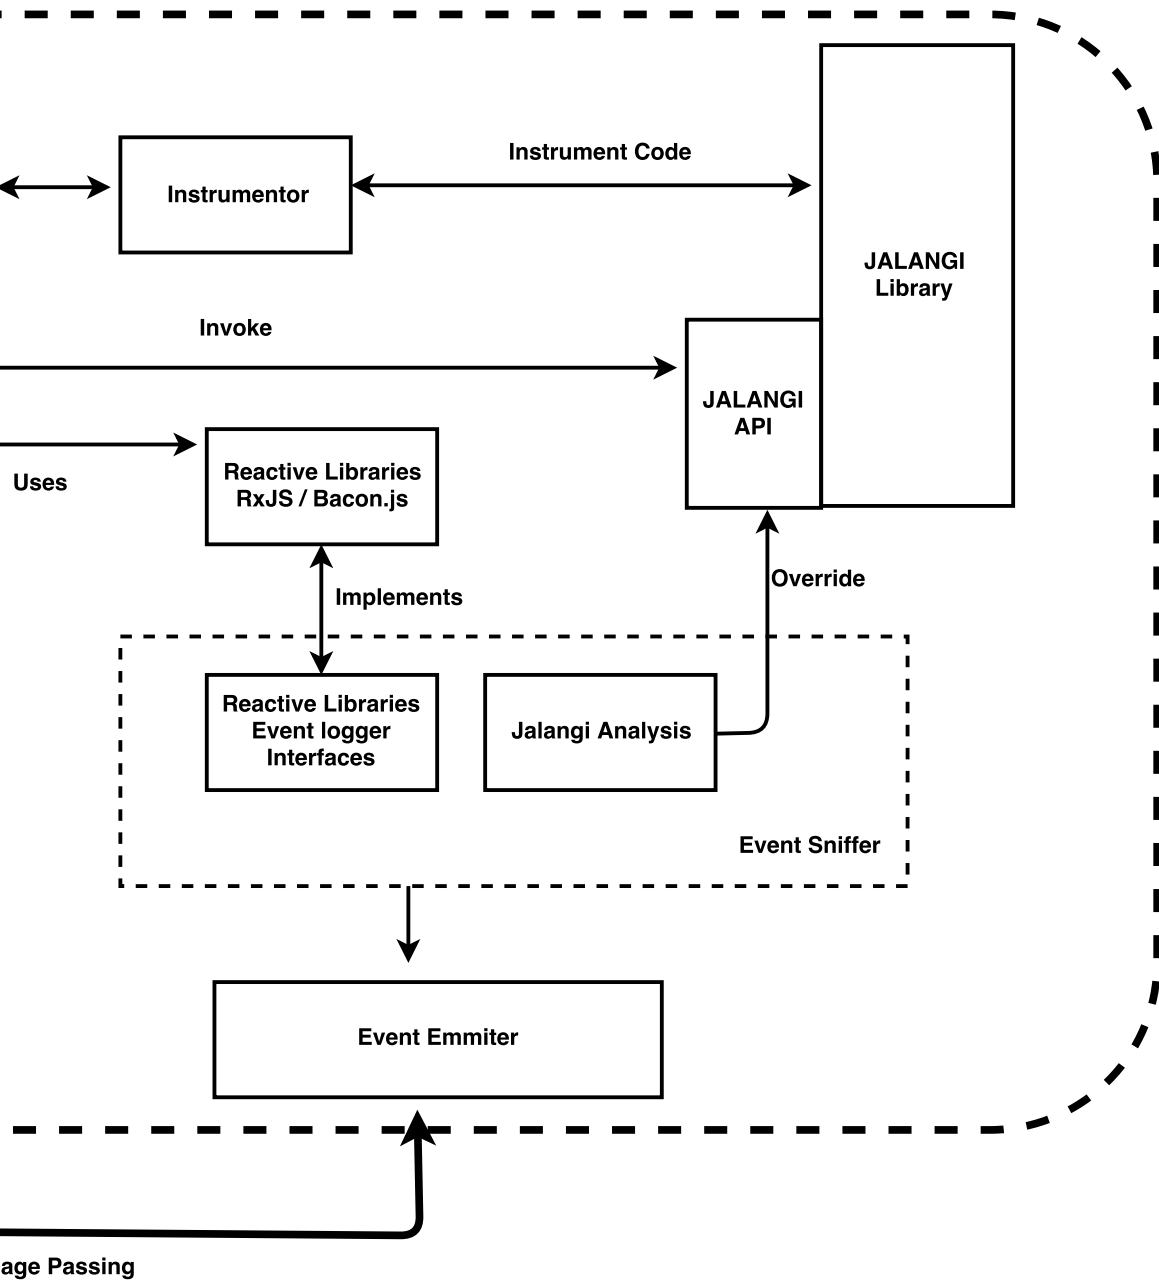 Instrument Code
Instrumentor
JALANGI
Library
Invoke
JALANGI
API
Uses
Reactive Libraries
RxJS / Bacon.js
Override
Implements
Reactive Libraries
Event logger
Interfaces
Jalangi Analysis
Event Sniffer
Event Emmiter
age Passing